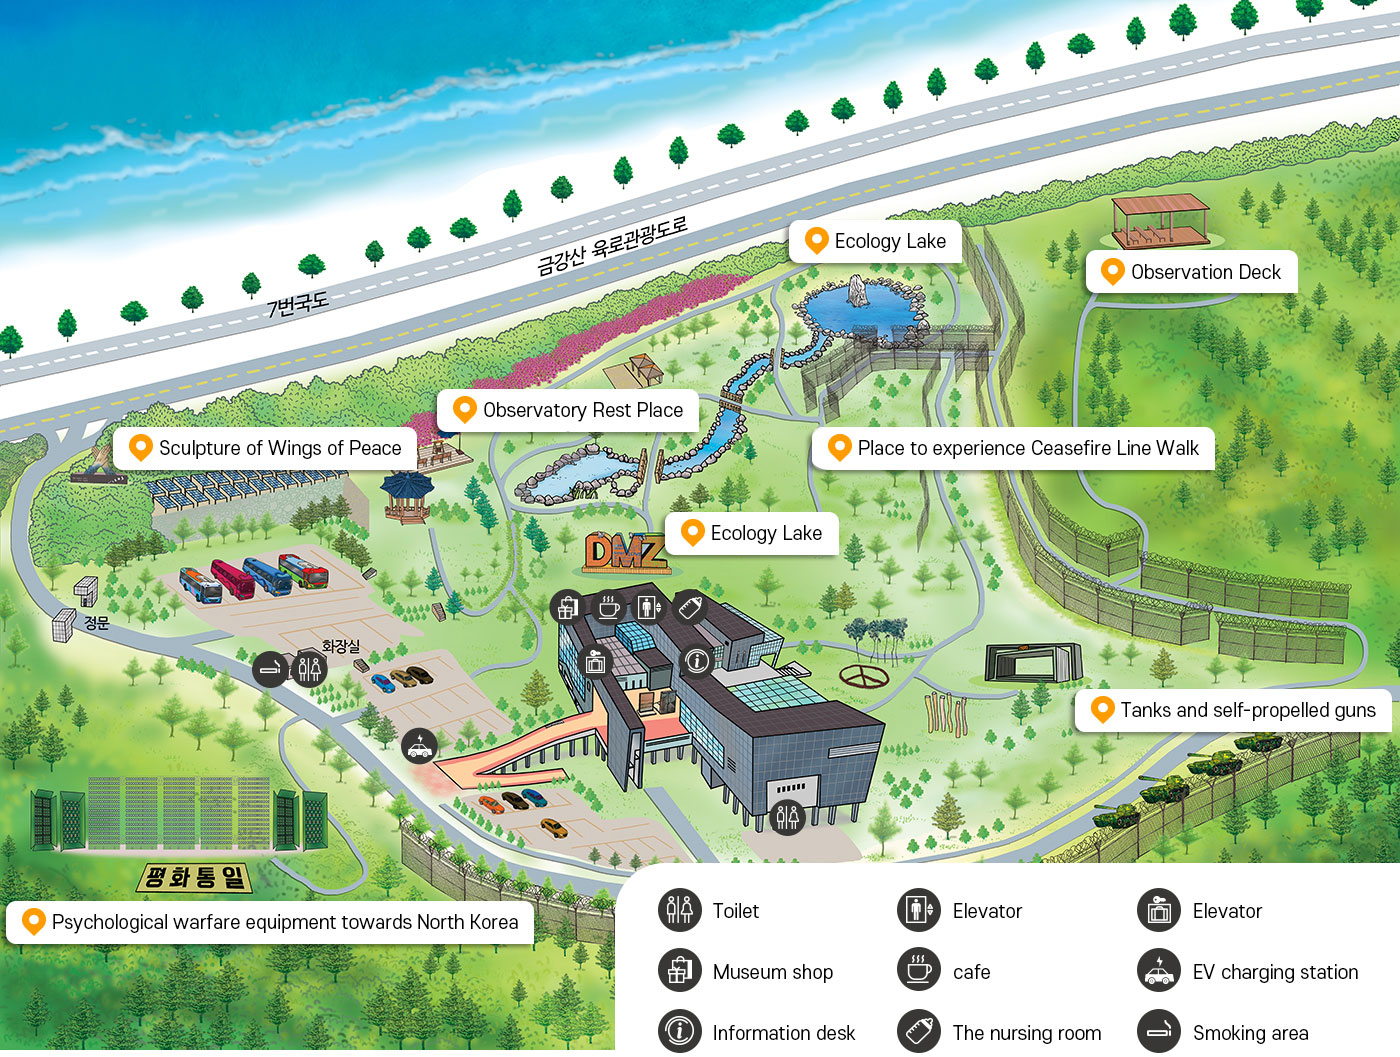 Ecology Lake
Observation Deck
금강산 육로관광도로
7번국도
Observatory Rest Place
Sculpture of Wings of Peace
Place to experience Ceasefire Line Walk
Ecology Lake
DMZ
정문
화장실
Tanks and self-propelled guns
평화통일
Psychological warfare equipment towards North Korea
Toilet
Elevator
Elevator
Museum shop
cafe
EV charging station
Information desk
The nursing room
Smoking area